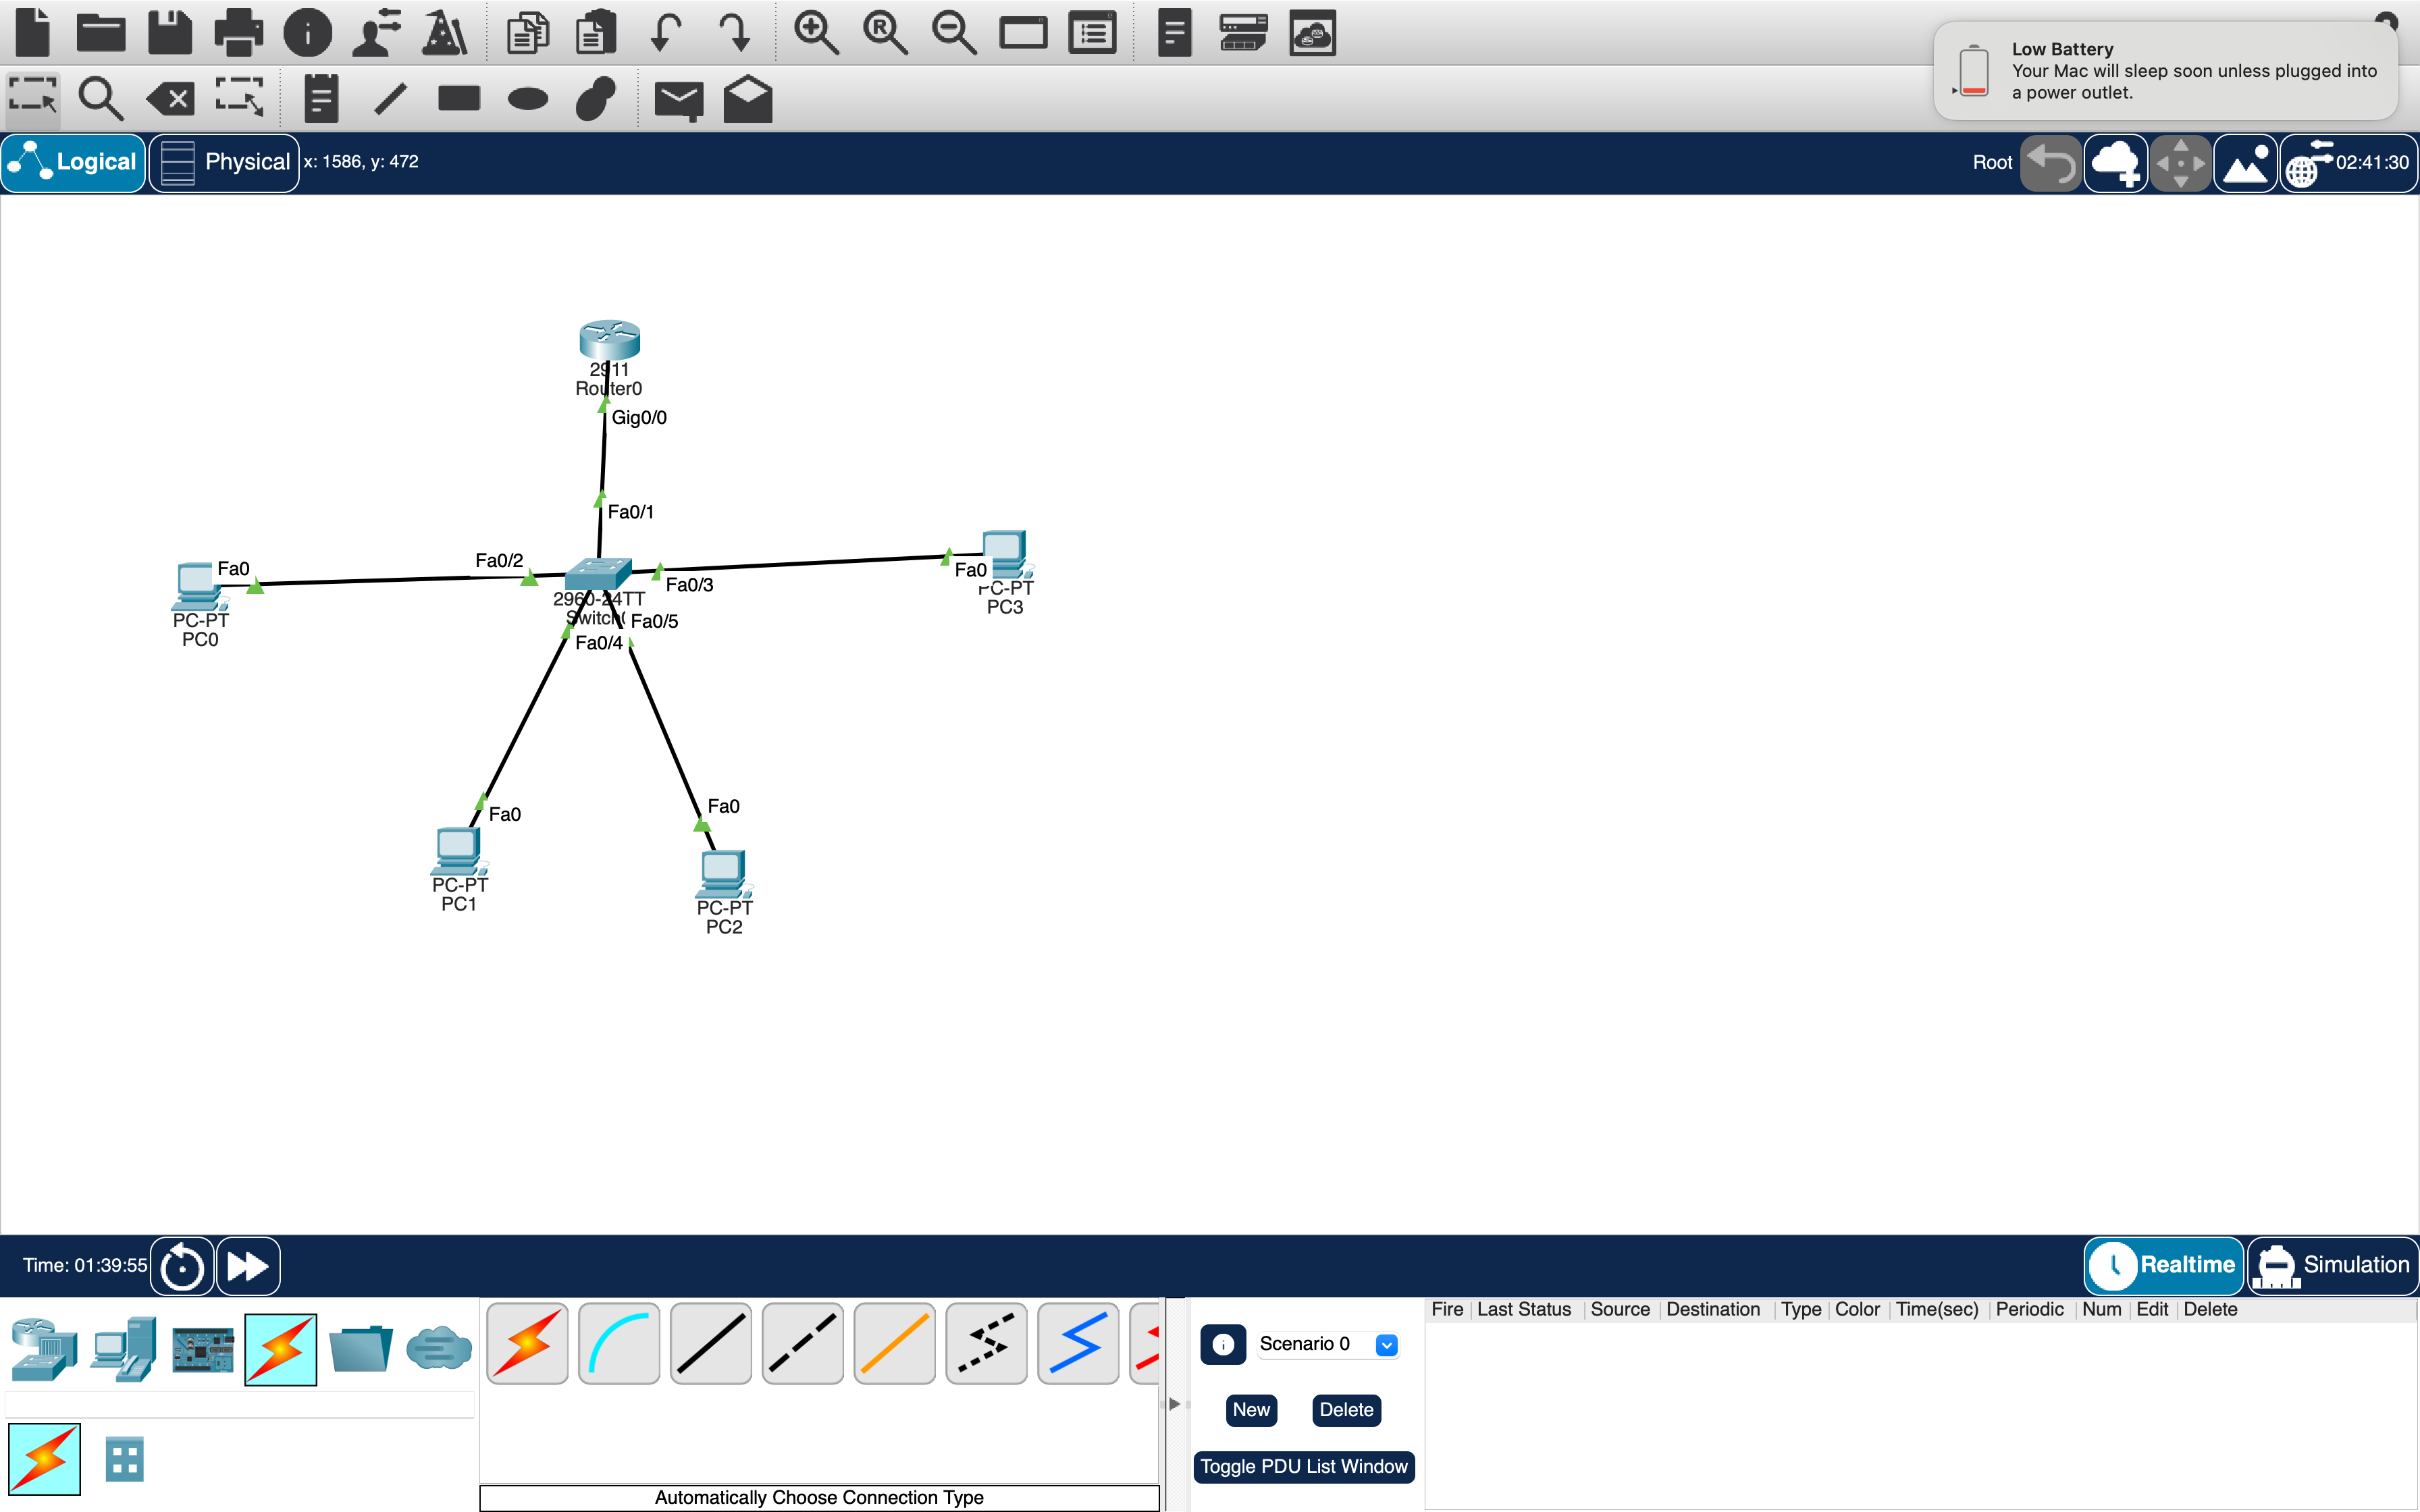 Low Battery
Your Mac will sleep soon unless plugged into
a power outlet.
Logical
Physical
x: 1586, y: 472
Root
02:41:30
2911
Router0
Gig0/0
Fa0/1
Fa0/2
Fa0/3
Fa0
PC-PT
PC0
Fa0
PC-PT
PC3
2960-24TT
Fa0/5
Fa0/4
Fa0
PC-PT
PC1
Fa0
PC-PT
PC2
Time: 01:39:55
Realtime
Simulation
Scenario 0
New
Delete
Toggle PDU List Window
Fire Last Status Source Destination Type Color Time(sec) Periodic Num Edit Delete
Automatically Choose Connection Type